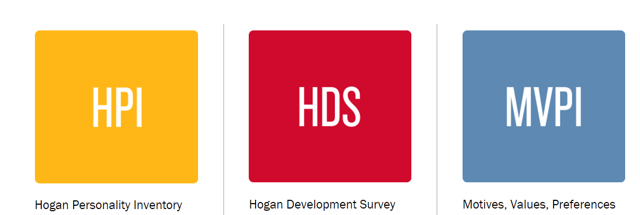 HPI
Hogan Personality Inventory
HDS
Hogan Development Survey
MVPI
Motives, Values, Preferences